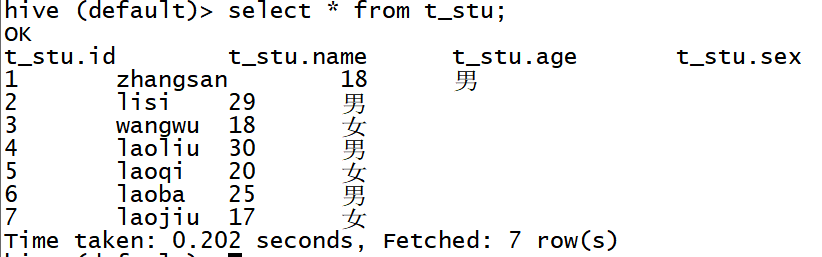 hive (default)> select * from t_stu;
OK
t_stu.id	t_stu.name	t_stu.age	t_stu.sex
1	zhangsan	18	男
2	lisi	29	男
3	wangwu	18	女
4	laoliu	30	男
5	laoqi	20	女
6	laoba	25	男
7	laojiu	17	女
Time taken: 0.202 seconds, Fetched: 7 row(s)
hive (default)>